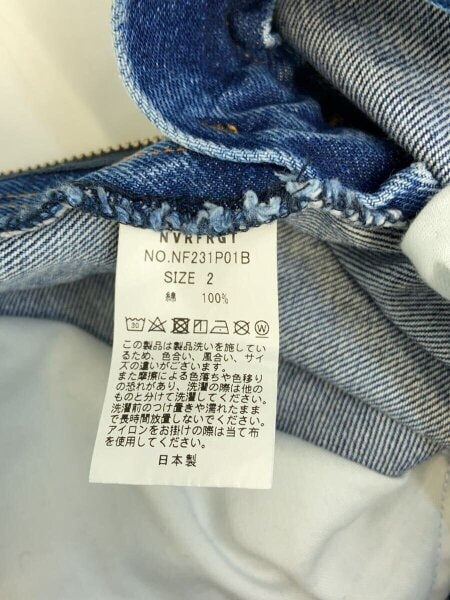 NVRFRGT
NO.NF231P01B
SIZE 2
綿 100%
30
W
この製品は製品洗いを施してい
るため、色合い、風合い、サイ
ズの違いがございます。
また摩擦による色落ちや色移り
の恐れがあり、洗濯の際は他の
ものと分けて洗濯してください。
洗濯前のつけ置きや濡れたまま
で長時間放置しないでください。
アイロンをお掛けの際は当て布
を使用してください。
日本製